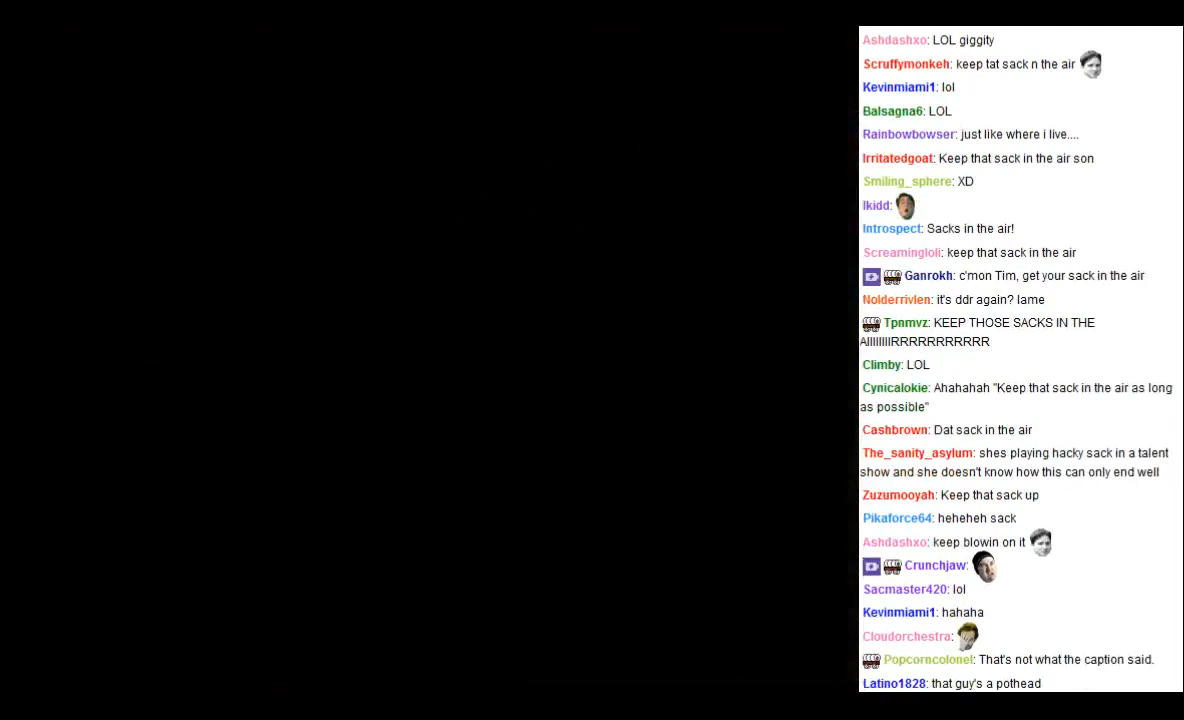 Ashdashxo: LOL giggity
Scruffymonkeh: keep tat sack n the air
Kevinmiami1: lol
Balsagna6: LOL
Rainbowbowser: just like where i live....
Irritatedgoat: Keep that sack in the air son
Smiling_sphere: XD
Ikidd:
Introspect: Sacks in the air!
Screamingloli: keep that sack in the air
Ganrokh: c'mon Tim, get your sack in the air
Nolderrivlen: it's ddr again? lame
Tpnmvz: KEEP THOSE SACKS IN THE
AIIIIIIIIRRRRRRRRRRR
Climby: LOL
Cynicalokie: Ahahahah "Keep that sack in the air as long
as possible"
Cashbrown: Dat sack in the air
The_sanity_asylum: shes playing hacky sack in a talent
show and she doesn't know how this can only end well
Zuzumooyah: Keep that sack up
Pikaforce64: heheheh sack
Ashdashxo: keep blowin on it
Crunchjaw:
Sacmaster420: lol
Kevinmiami1: hahaha
Cloudorchestra:
Popcorncolonel: That's not what the caption said.
Latino1828: that guy's a pothead